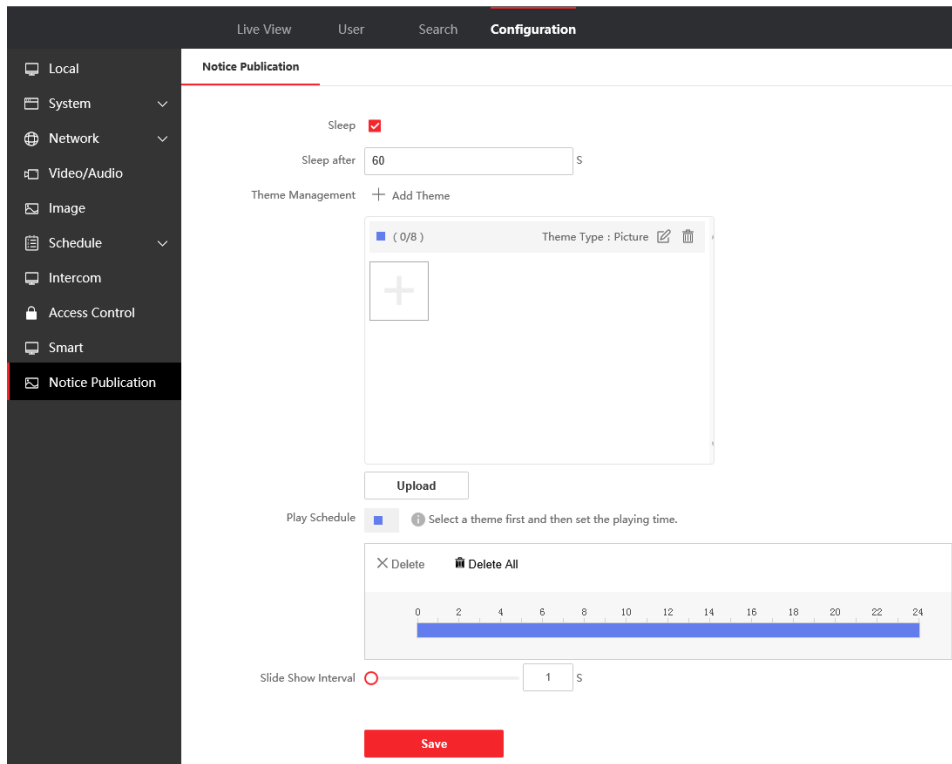 Live View User Search Configuration
Local
System
Network
Video/Audio
Image
Schedule
Intercom
Access Control
Smart
Notice Publication
Notice Publication
Sleep
Sleep after 60 S
Theme Management Add Theme
( 0/8 ) Theme Type : Picture
Upload
Play Schedule Select a theme first and then set the playing time.
Delete Delete All
0 2 4 6 8 10 12 14 16 18 20 22 24
Slide Show Interval 1 S
Save